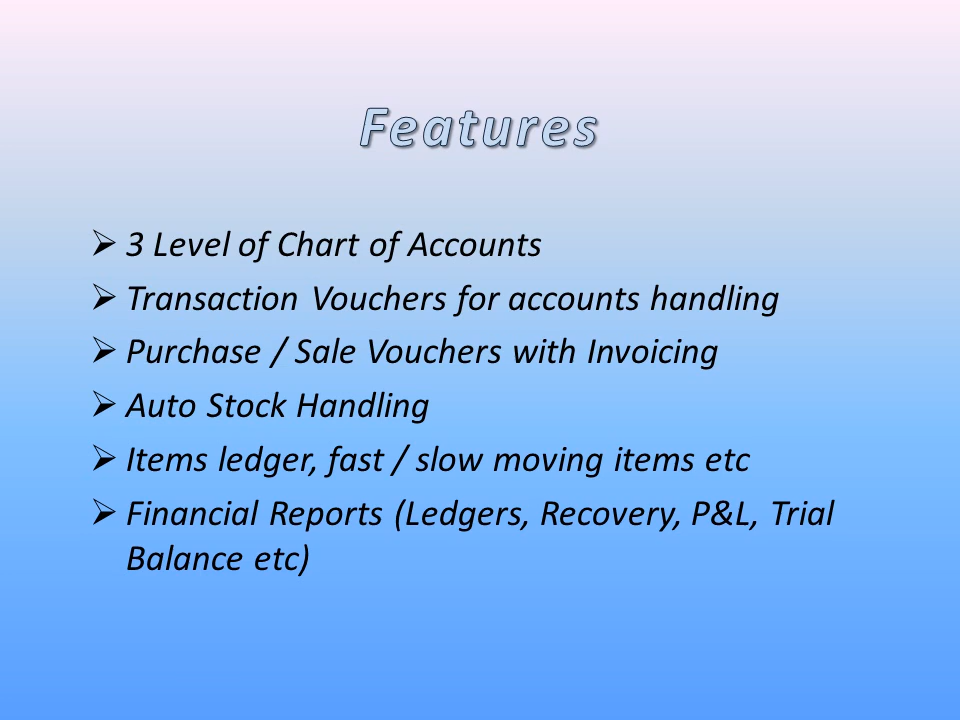 Features
➢ 3 Level of Chart of Accounts
➢ Transaction Vouchers for accounts handling
➢ Purchase / Sale Vouchers with Invoicing
➢ Auto Stock Handling
➢ Items ledger, fast / slow moving items etc
➢ Financial Reports (Ledgers, Recovery, P&L, Trial
Balance etc)